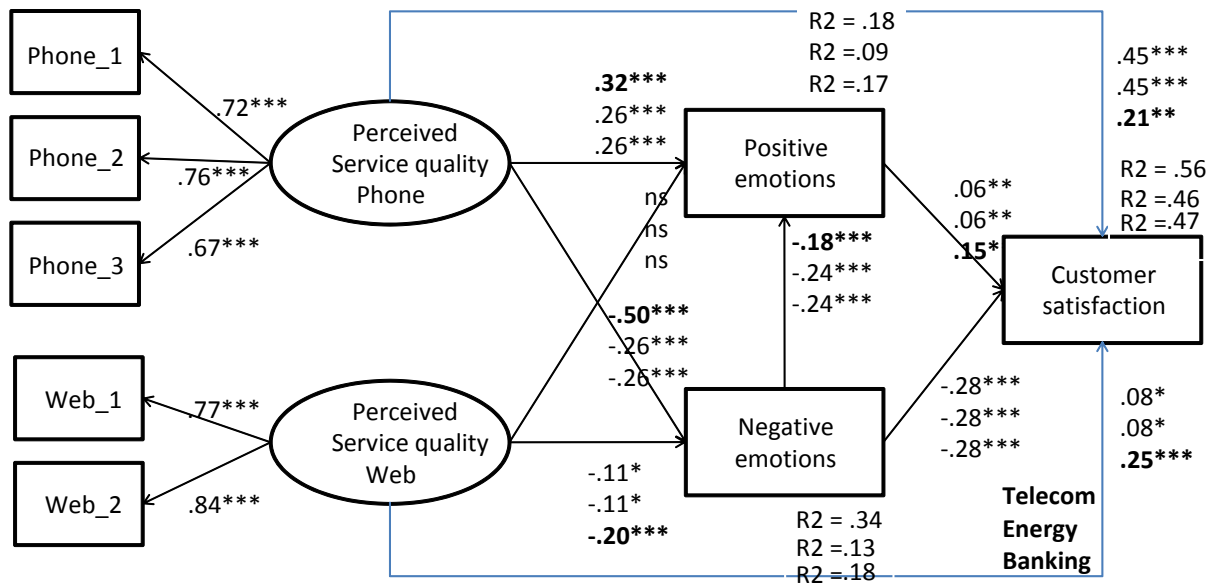 Phone_1
Phone_2
Phone_3
.72***
.76***
.67***
Perceived
Service quality
Phone
.32***
.26***
.26***
R2 = .18
R2 =.09
R2 =.17
Positive
emotions
.45***
.45***
.21**
R2 = .56
R2 =.46
R2 =.47
.06**
.06**
.15*
ns
ns
ns
-.18***
-.24***
-.24***
Customer
satisfaction
-.50***
-.26***
-.26***
Web_1
Web_2
.77***
.84***
Perceived
Service quality
Web
-.11*
-.11*
-.20***
Negative
emotions
-.28***
-.28***
-.28***
.08*
.08*
.25***
R2 = .34
R2 =.13
R2 =.18
Telecom
Energy
Banking